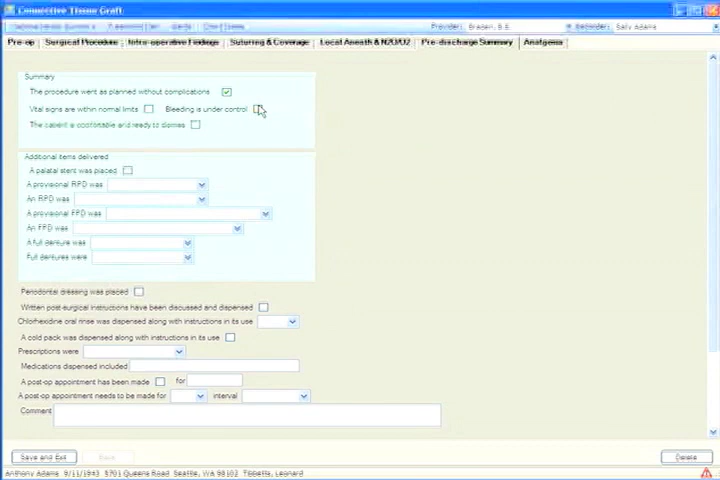 Connective Tissue Graft
Provider: Braden, B.B. Recorder: Sally Adams
Pre-op Surgical Procedure Intra-operative Findings Suturing & Coverage Local Anesth & N2O/O2 Pre-discharge Summary Analgesia
Summary
The procedure went as planned without complications
Vital signs are within normal limits Bleeding is under control
The patient is comfortable and ready to dismiss
Additional items delivered
A palatal stent was placed
A provisional RPD was
An RPD was
A provisional FPD was
An FPD was
A full denture was
Full dentures were
Periodontal dressing was placed
Written post-surgical instructions have been discussed and dispensed
Chlorhexidine oral rinse was dispensed along with instructions in its use
A cold pack was dispensed along with instructions in its use
Prescriptions were
Medications dispensed included
A post-op appointment has been made for
A post-op appointment needs to be made for interval
Comment
Save and Exit Save Delete
Anthony Adams 9/11/1943 5701 Queens Road Seattle, WA 98102 Tibbetts, Leonard